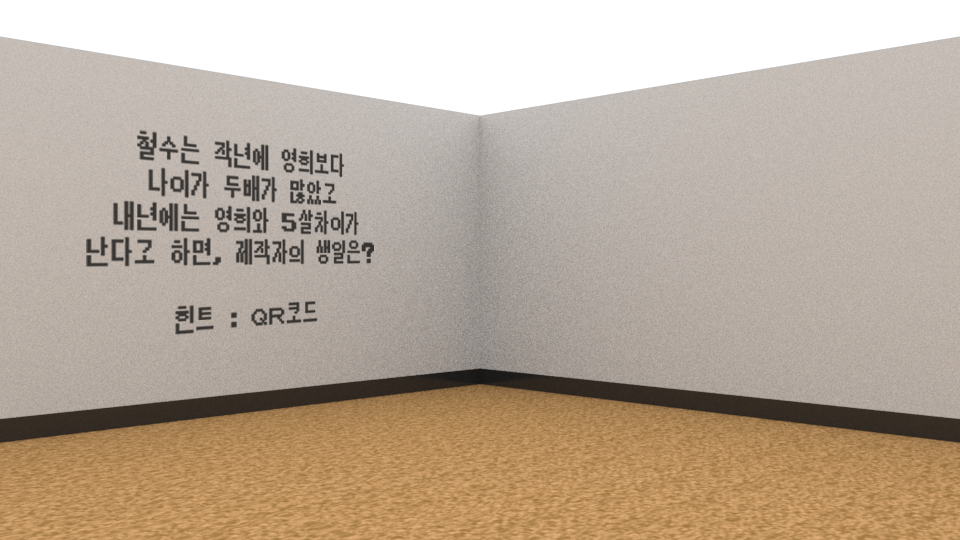 철수는 작년에 영희보다
나이가 두배가 많았고
내년에는 영희와 5살차이가
난다고 하면, 제작자의 생일은?
힌트 : QR코드